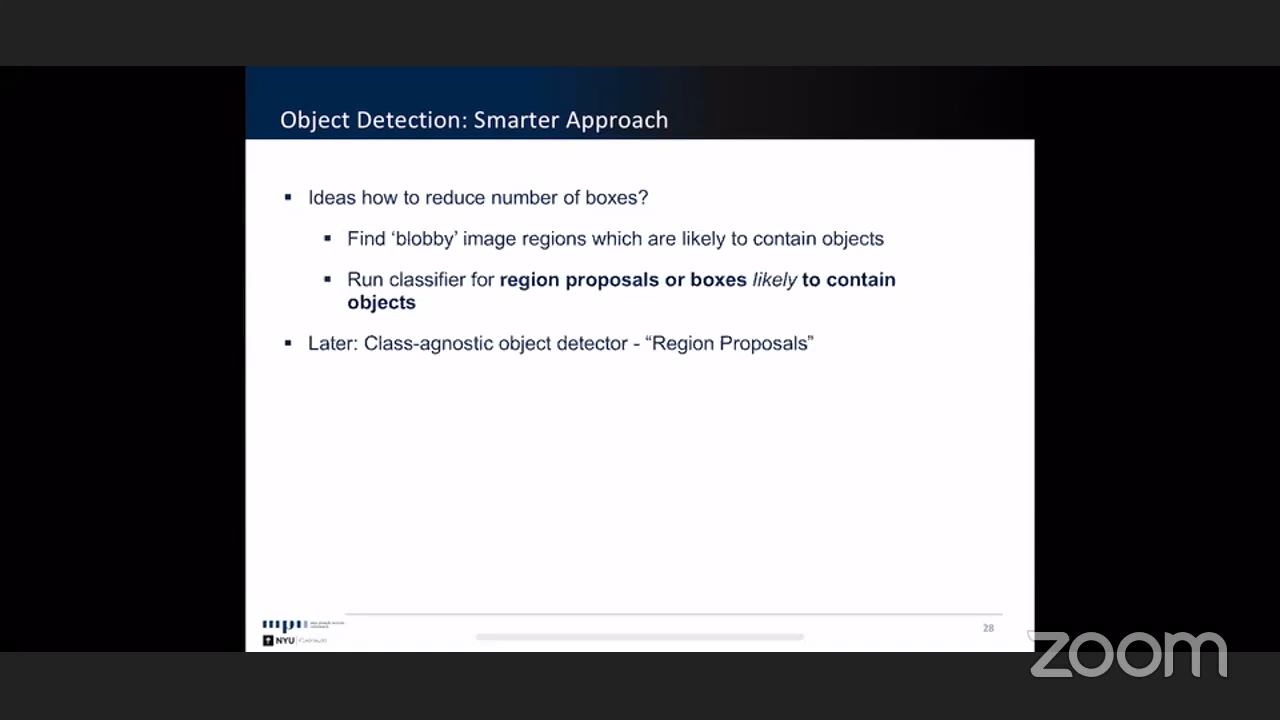 Object Detection: Smarter Approach
▪ Ideas how to reduce number of boxes?
▪ Find ‘blobby’ image regions which are likely to contain objects
▪ Run classifier for region proposals or boxes likely to contain
objects
▪ Later: Class-agnostic object detector - “Region Proposals”
mpi
NYU
28
zoom